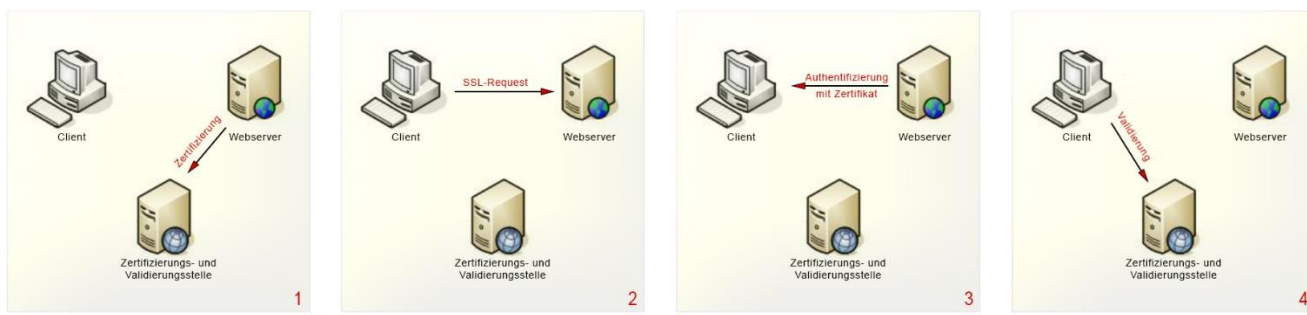 Client
Webserver
Zertifizierung
Zertifizierungs- und
Validierungsstelle
1
SSL-Request
Client
Webserver
Zertifizierungs- und
Validierungsstelle
2
Authentifizierung
mit Zertifikat
Client
Webserver
Zertifizierungs- und
Validierungsstelle
3
Client
Webserver
Validierung
Zertifizierungs- und
Validierungsstelle
4